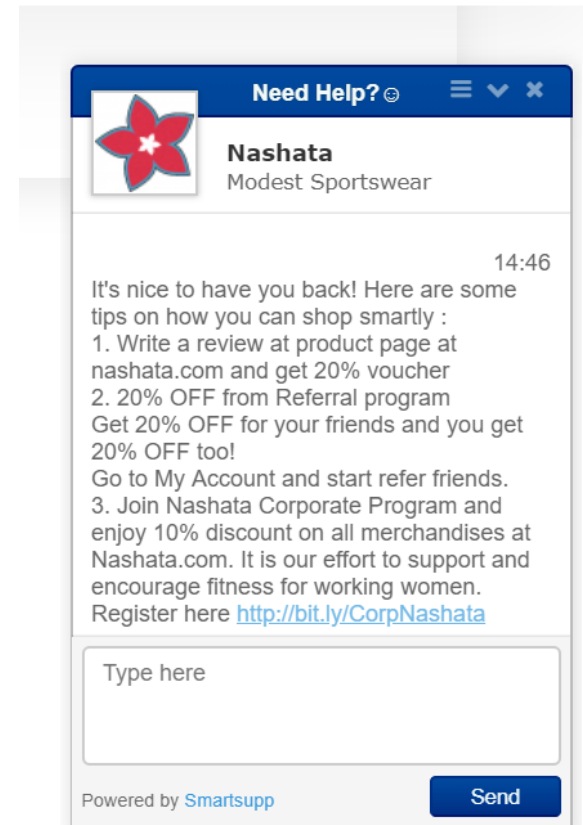 Need Help?☺
Nashata
Modest Sportswear
14:46
It's nice to have you back! Here are some
tips on how you can shop smartly :
1. Write a review at product page at
nashata.com and get 20% voucher
2. 20% OFF from Referral program
Get 20% OFF for your friends and you get
20% OFF too!
Go to My Account and start refer friends.
3. Join Nashata Corporate Program and
enjoy 10% discount on all merchandises at
Nashata.com. It is our effort to support and
encourage fitness for working women.
Register here http://bit.ly/CorpNashata
Type here
Powered by Smartsupp
Send